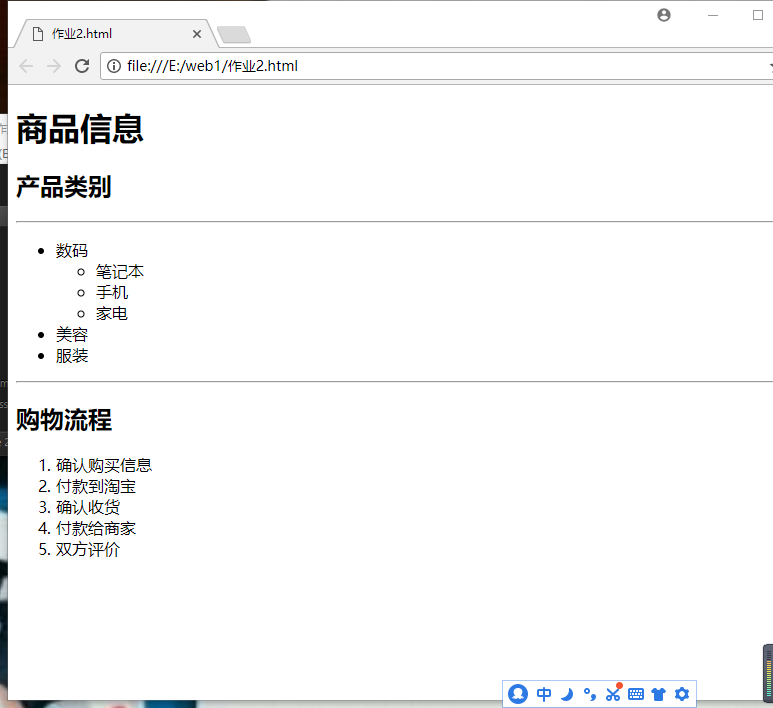 作业2.html
file:///E:/web1/作业2.html
商品信息
产品类别
数码
笔记本
手机
家电
美容
服装
购物流程
1. 确认购买信息
2. 付款到淘宝
3. 确认收货
4. 付款给商家
5. 双方评价
中